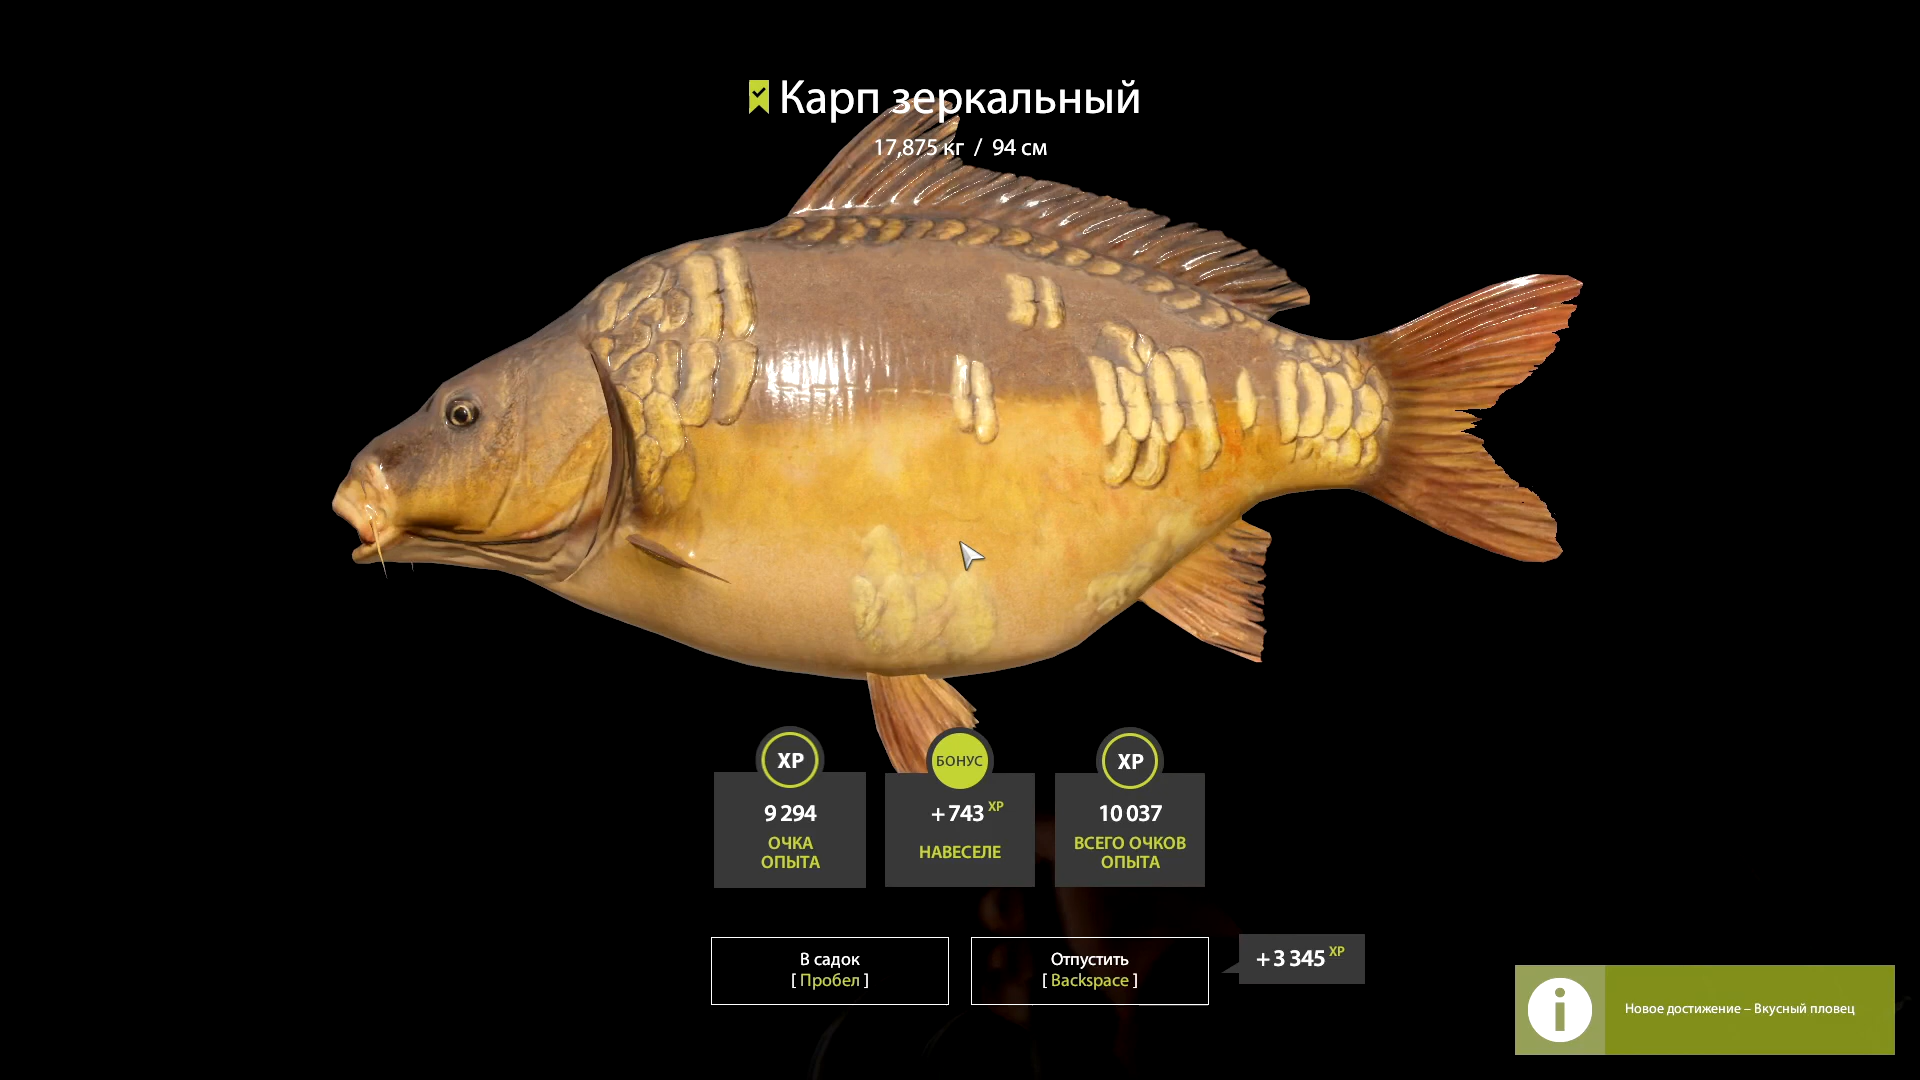 Карп зеркальный
17,875 кг / 94 см
XP
БОНУС
XP
9 294
+ 743 XP
10 037
ОЧКА
ОПЫТА
НАВЕСЕЛЕ
ВСЕГО ОЧКОВ
ОПЫТА
В садок
[ Пробел ]
Отпустить
[ Backspace ]
+ 3 345 XP
Новое достижение – Вкусный пловец